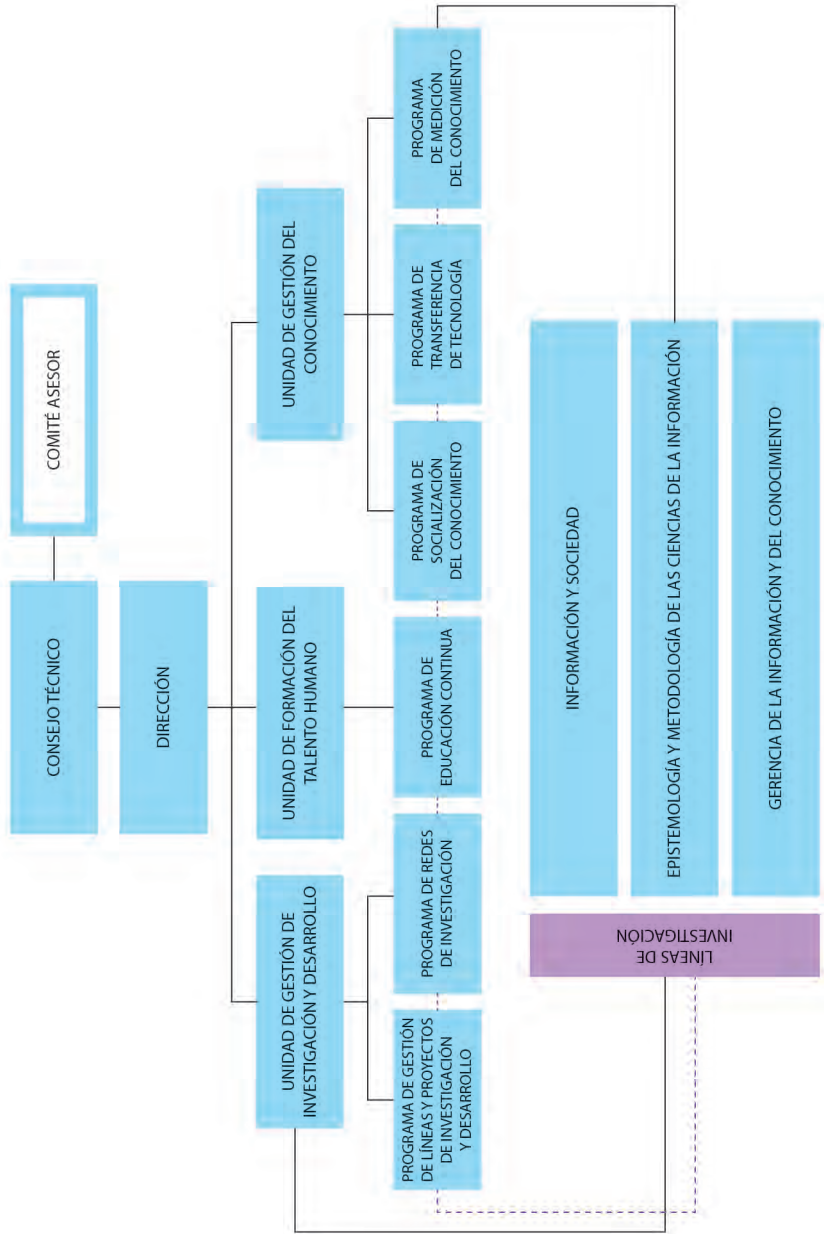 CONSEJO TÉCNICO
COMITÉ ASESOR
DIRECCIÓN
UNIDAD DE GESTIÓN DE
INVESTIGACIÓN Y DESARROLLO
UNIDAD DE FORMACIÓN DEL
TALENTO HUMANO
UNIDAD DE GESTIÓN DEL
CONOCIMIENTO
PROGRAMA DE GESTIÓN
DE LÍNEAS Y PROYECTOS
DE INVESTIGACIÓN
Y DESARROLLO
PROGRAMA DE REDES
DE INVESTIGACIÓN
PROGRAMA DE
EDUCACIÓN CONTINUA
PROGRAMA DE
SOCIALIZACIÓN
DEL CONOCIMIENTO
PROGRAMA DE
TRANSFERENCIA
DE TECNOLOGÍA
PROGRAMA
DE MEDICIÓN
DEL CONOCIMIENTO
LÍNEAS DE
INVESTIGACIÓN
INFORMACIÓN Y SOCIEDAD
EPISTEMOLOGÍA Y METODOLOGÍA DE LAS CIENCIAS DE LA INFORMACIÓN
GERENCIA DE LA INFORMACIÓN Y DEL CONOCIMIENTO